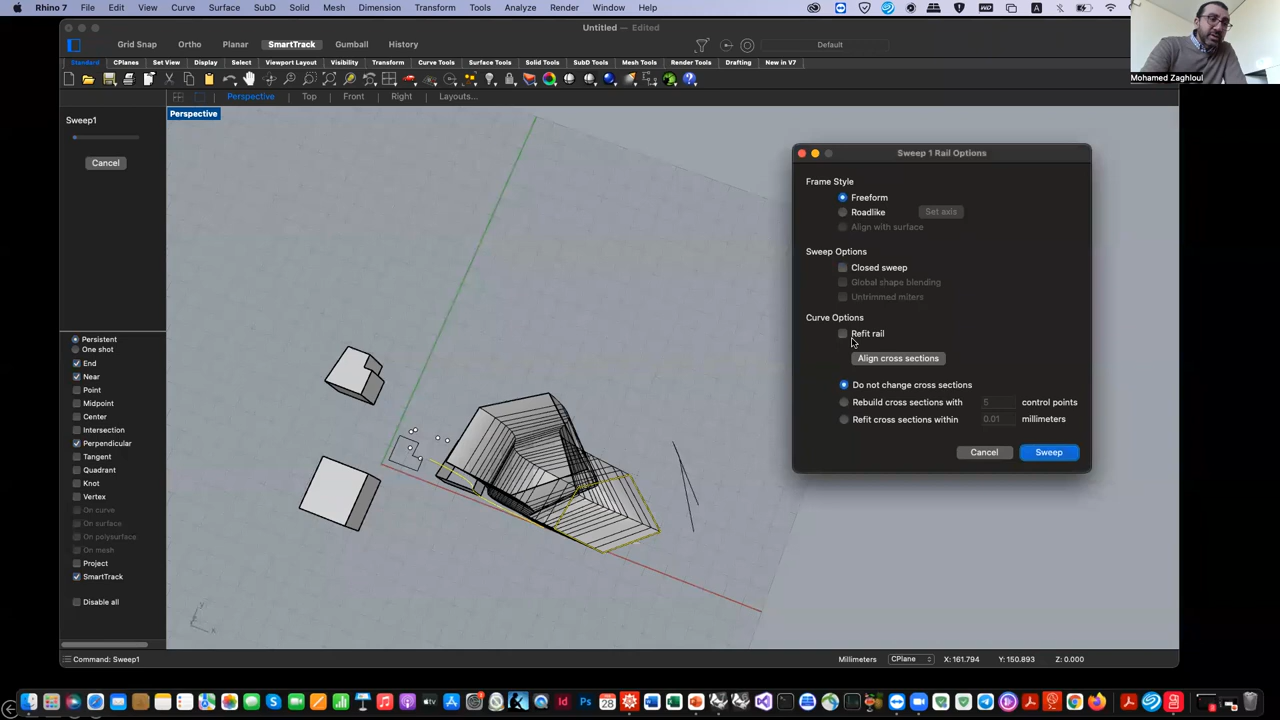 Rhino 7 File Edit View Curve Surface SubD Solid Mesh Dimension Transform Tools Analyze Render Window Help
Untitled — Edited
Grid Snap Ortho Planar SmartTrack Gumball History Default
Standard CPlanes Set View Display Select Viewport Layout Visibility Transform Curve Tools Surface Tools Solid Tools SubD Tools Mesh Tools Render Tools Drafting New in V7
Perspective Top Front Right Layouts...
Mohamed Zaghloul
Sweep1
Cancel
Perspective
Sweep 1 Rail Options
Frame Style
Freeform
Roadlike Set axis
Align with surface
Sweep Options
Closed sweep
Global shape blending
Untrimmed miters
Curve Options
Refit rail
Align cross sections
Do not change cross sections
Rebuild cross sections with 5 control points
Refit cross sections within 0.01 millimeters
Cancel Sweep
Persistent
One shot
End
Near
Point
Midpoint
Center
Intersection
Perpendicular
Tangent
Quadrant
Knot
Vertex
On curve
On surface
On polysurface
On mesh
Project
SmartTrack
Disable all
Command: Sweep1 Millimeters CPlane X: 161.794 Y: 150.893 Z: 0.000